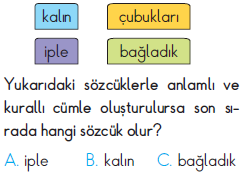 kalın çubukları
iple bağladık
Yukarıdaki sözcüklerle anlamlı ve
kurallı cümle oluşturulursa son sı-
rada hangi sözcük olur?
A. iple B. kalın C. bağladık